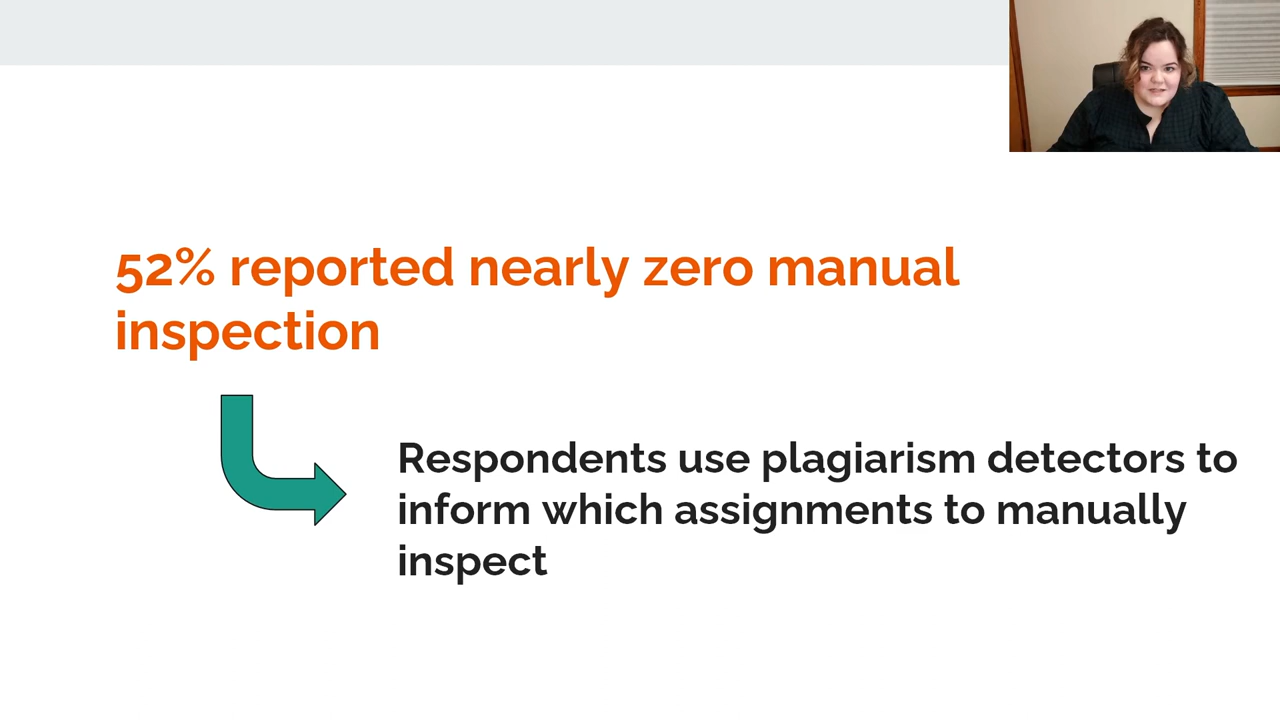 52% reported nearly zero manual
inspection
Respondents use plagiarism detectors to
inform which assignments to manually
inspect